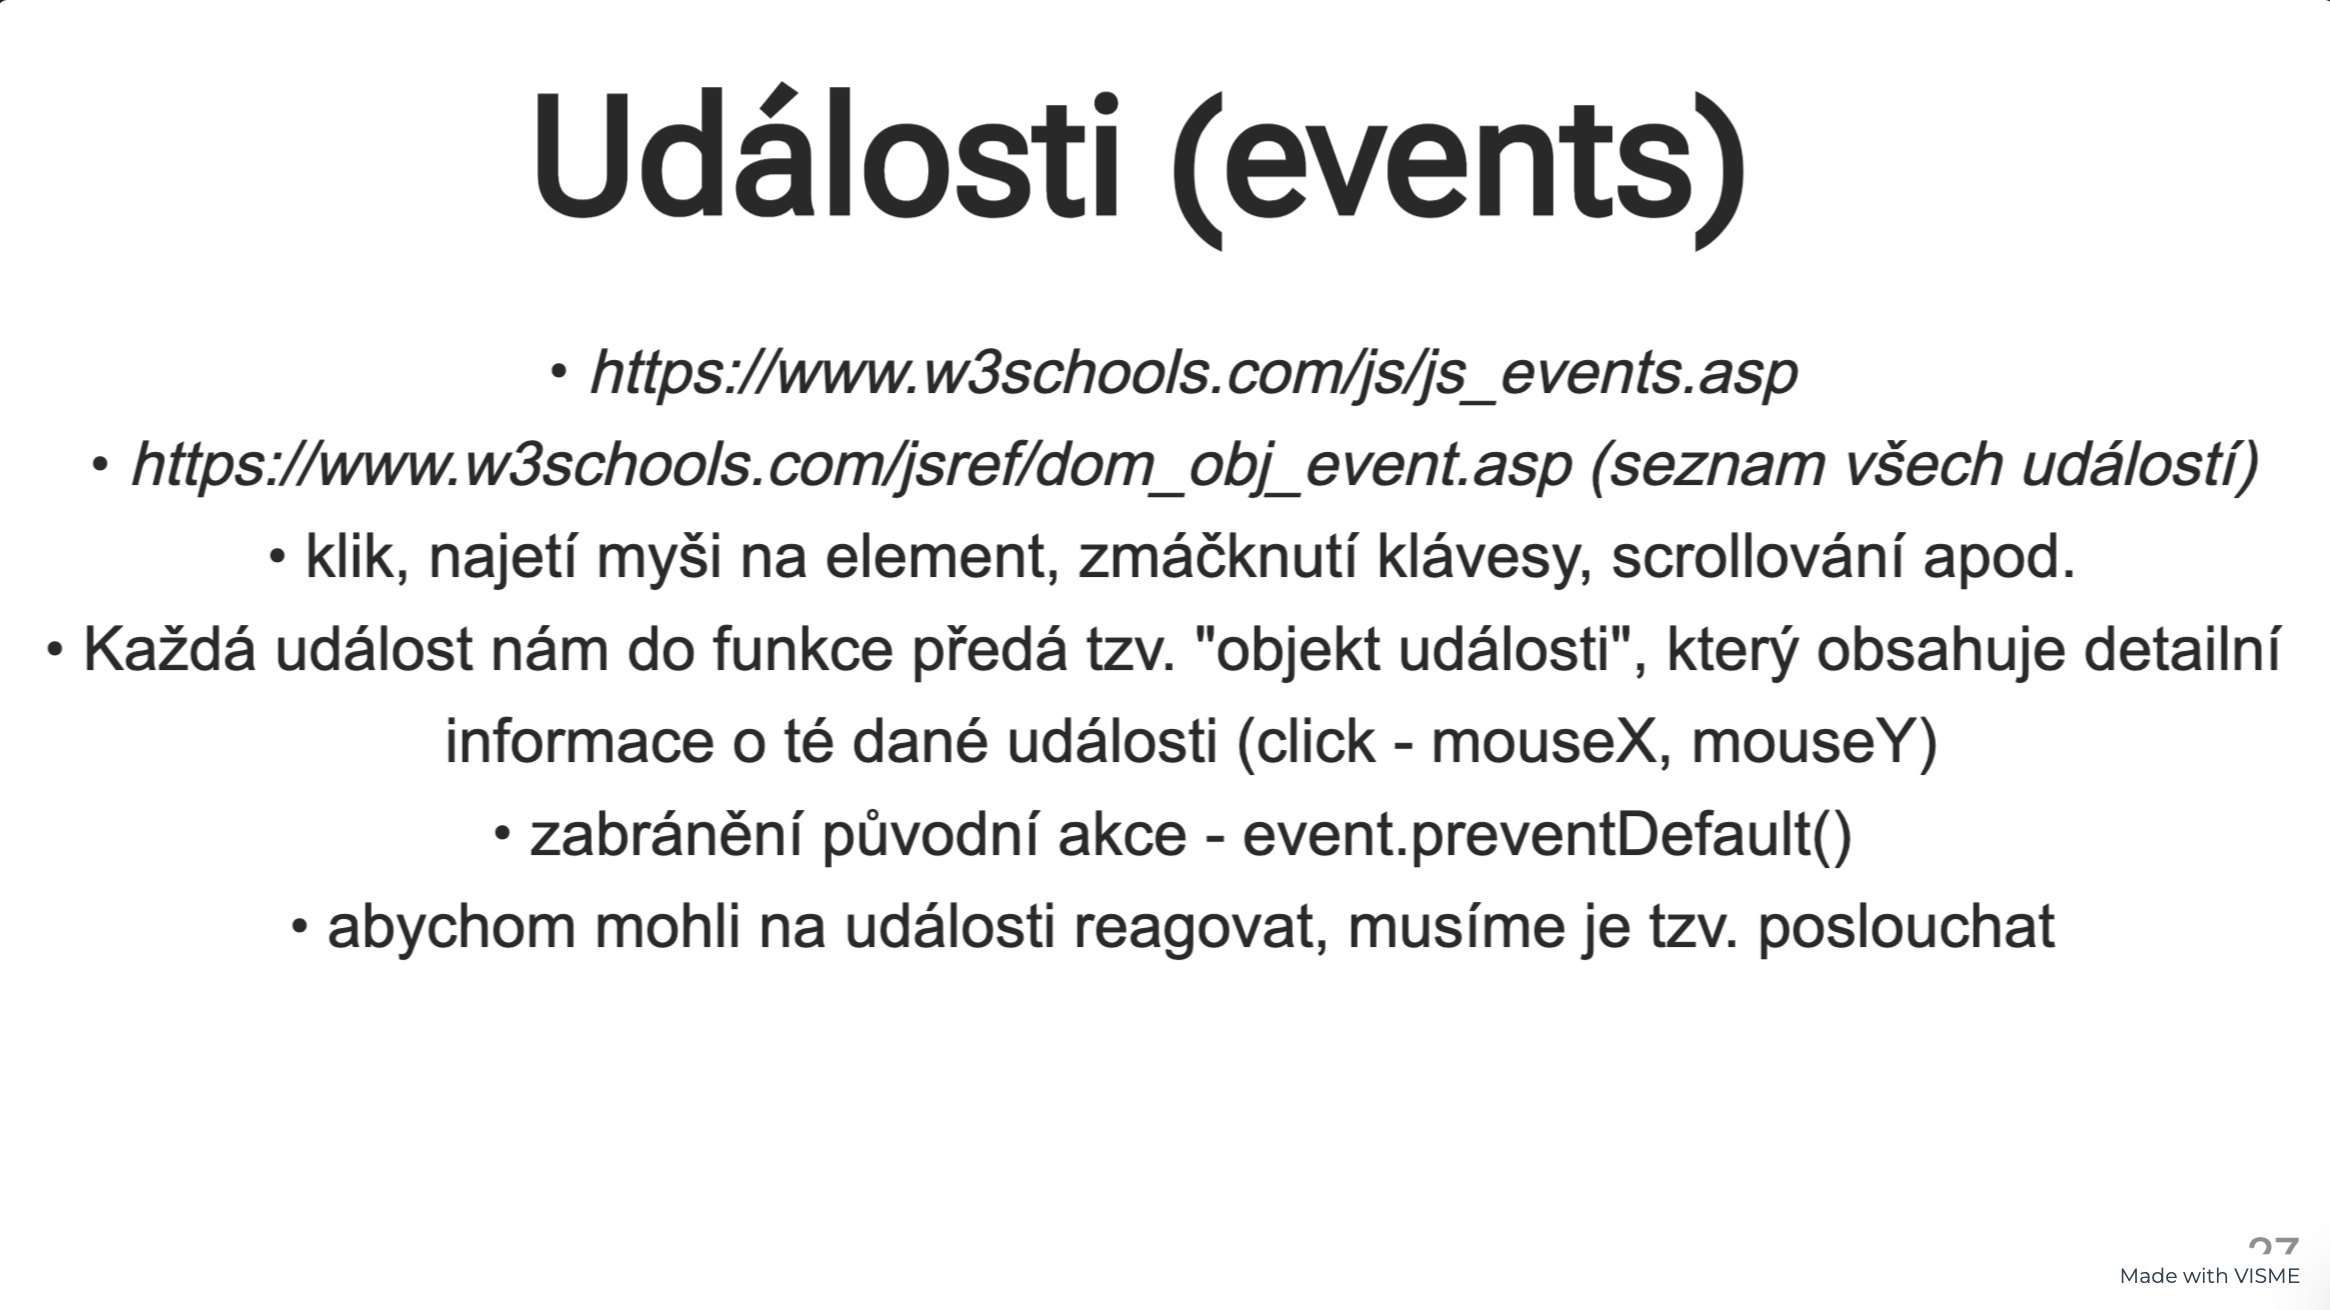 Události (events)
• https://www.w3schools.com/js/js_events.asp
• https://www.w3schools.com/jsref/dom_obj_event.asp (seznam všech událostí)
• klik, najetí myši na element, zmáčknutí klávesy, scrollování apod.
• Každá událost nám do funkce předá tzv. "objekt události", který obsahuje detailní
informace o té dané události (click - mouseX, mouseY)
• zabránění původní akce - event.preventDefault()
• abychom mohli na události reagovat, musíme je tzv. poslouchat
Made with VISME